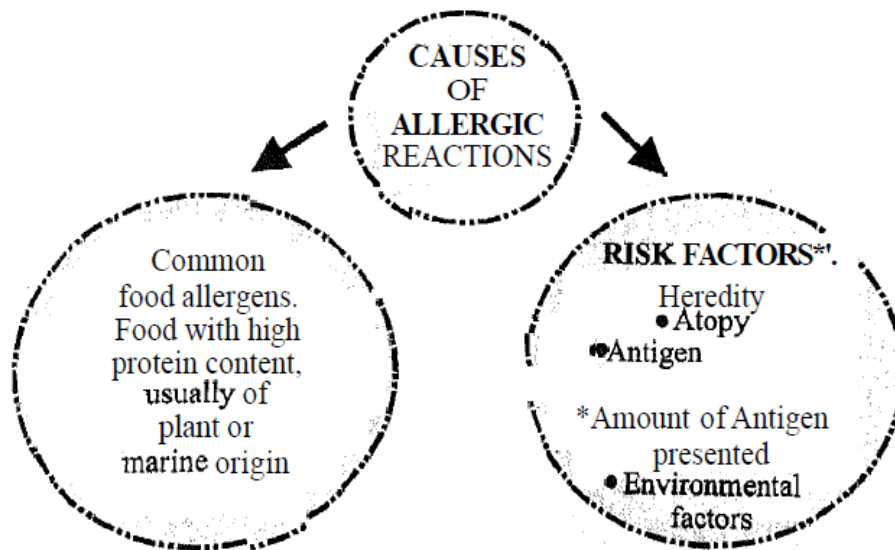 CAUSES
OF
ALLERGIC
REACTIONS
Common
food allergens.
Food with high
protein content,
usually of
plant or
marine origin
RISK FACTORS*'.
Heredity
• Atopy
•Antigen
*Amount of Antigen
presented
• Environmental
factors